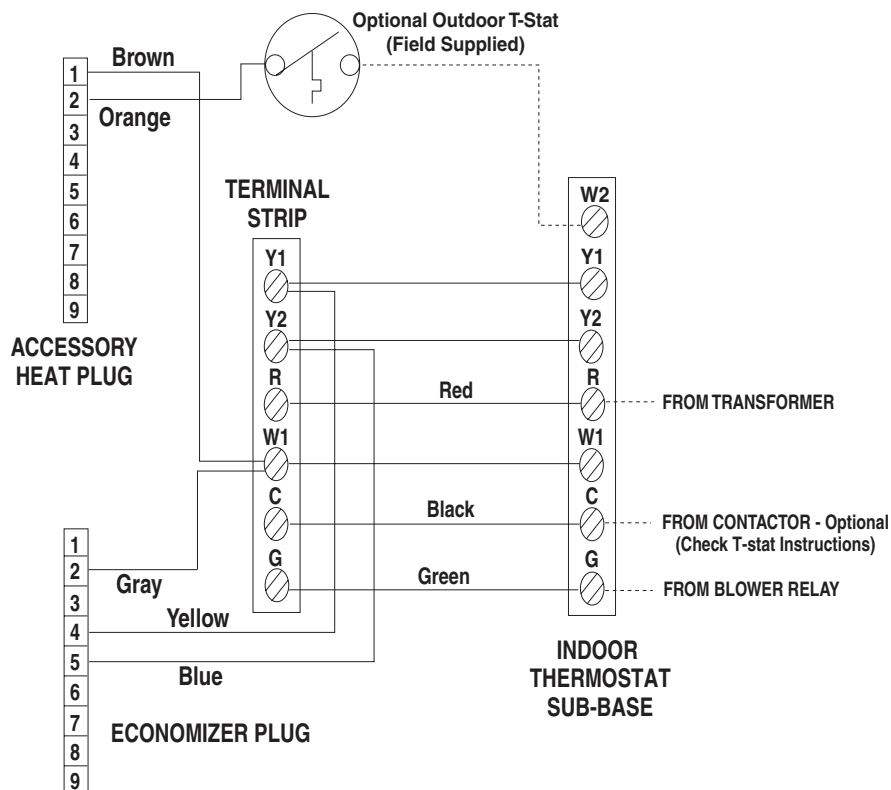 Optional Outdoor T-Stat
(Field Supplied)
Brown
1
2
Orange
3
4
5
6
7
8
9
ACCESSORY
HEAT PLUG
TERMINAL
STRIP
Y1
Y2
R
W1
C
G
W2
Y1
Y2
R
W1
C
G
Red
Black
Green
FROM TRANSFORMER
FROM CONTACTOR - Optional
(Check T-stat Instructions)
FROM BLOWER RELAY
INDOOR
THERMOSTAT
SUB-BASE
1
2
Gray
3
Yellow
4
5
Blue
6
7
8
9
ECONOMIZER PLUG